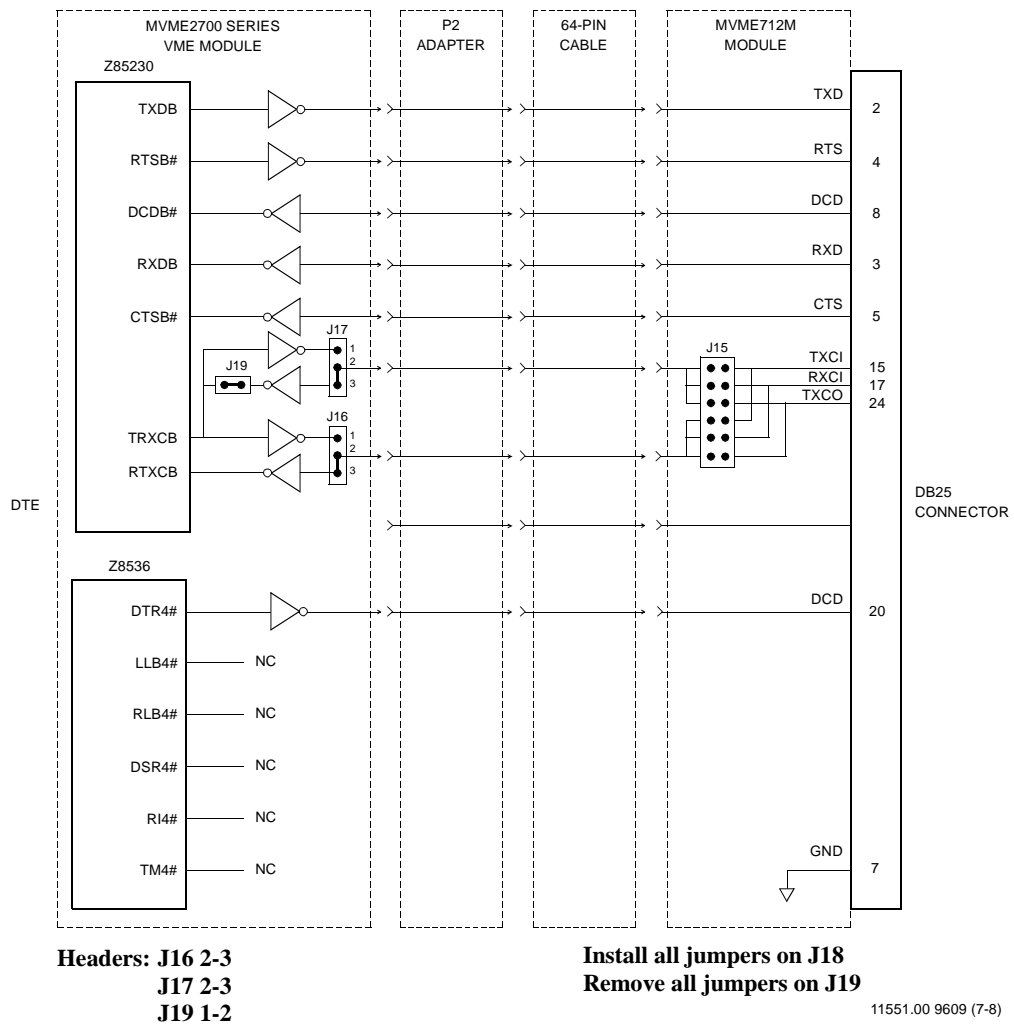 MVME2700 SERIES
VME MODULE
P2
ADAPTER
64-PIN
CABLE
MVME712M
MODULE
Z85230
TXDB
TXD
2
RTSB#
RTS
4
DCDB#
DCD
8
RXDB
RXD
3
CTSB#
CTS
5
J17
1
2
3
J19
J15
TXCI
15
RXCI
17
TXCO
24
J16
TRXCB
1
2
RTXCB
3
DTE
DB25
CONNECTOR
Z8536
DTR4#
DCD
20
LLB4#
NC
RLB4#
NC
DSR4#
NC
RI4#
NC
TM4#
NC
GND
7
Headers: J16 2-3
J17 2-3
J19 1-2
Install all jumpers on J18
Remove all jumpers on J19
11551.00 9609 (7-8)